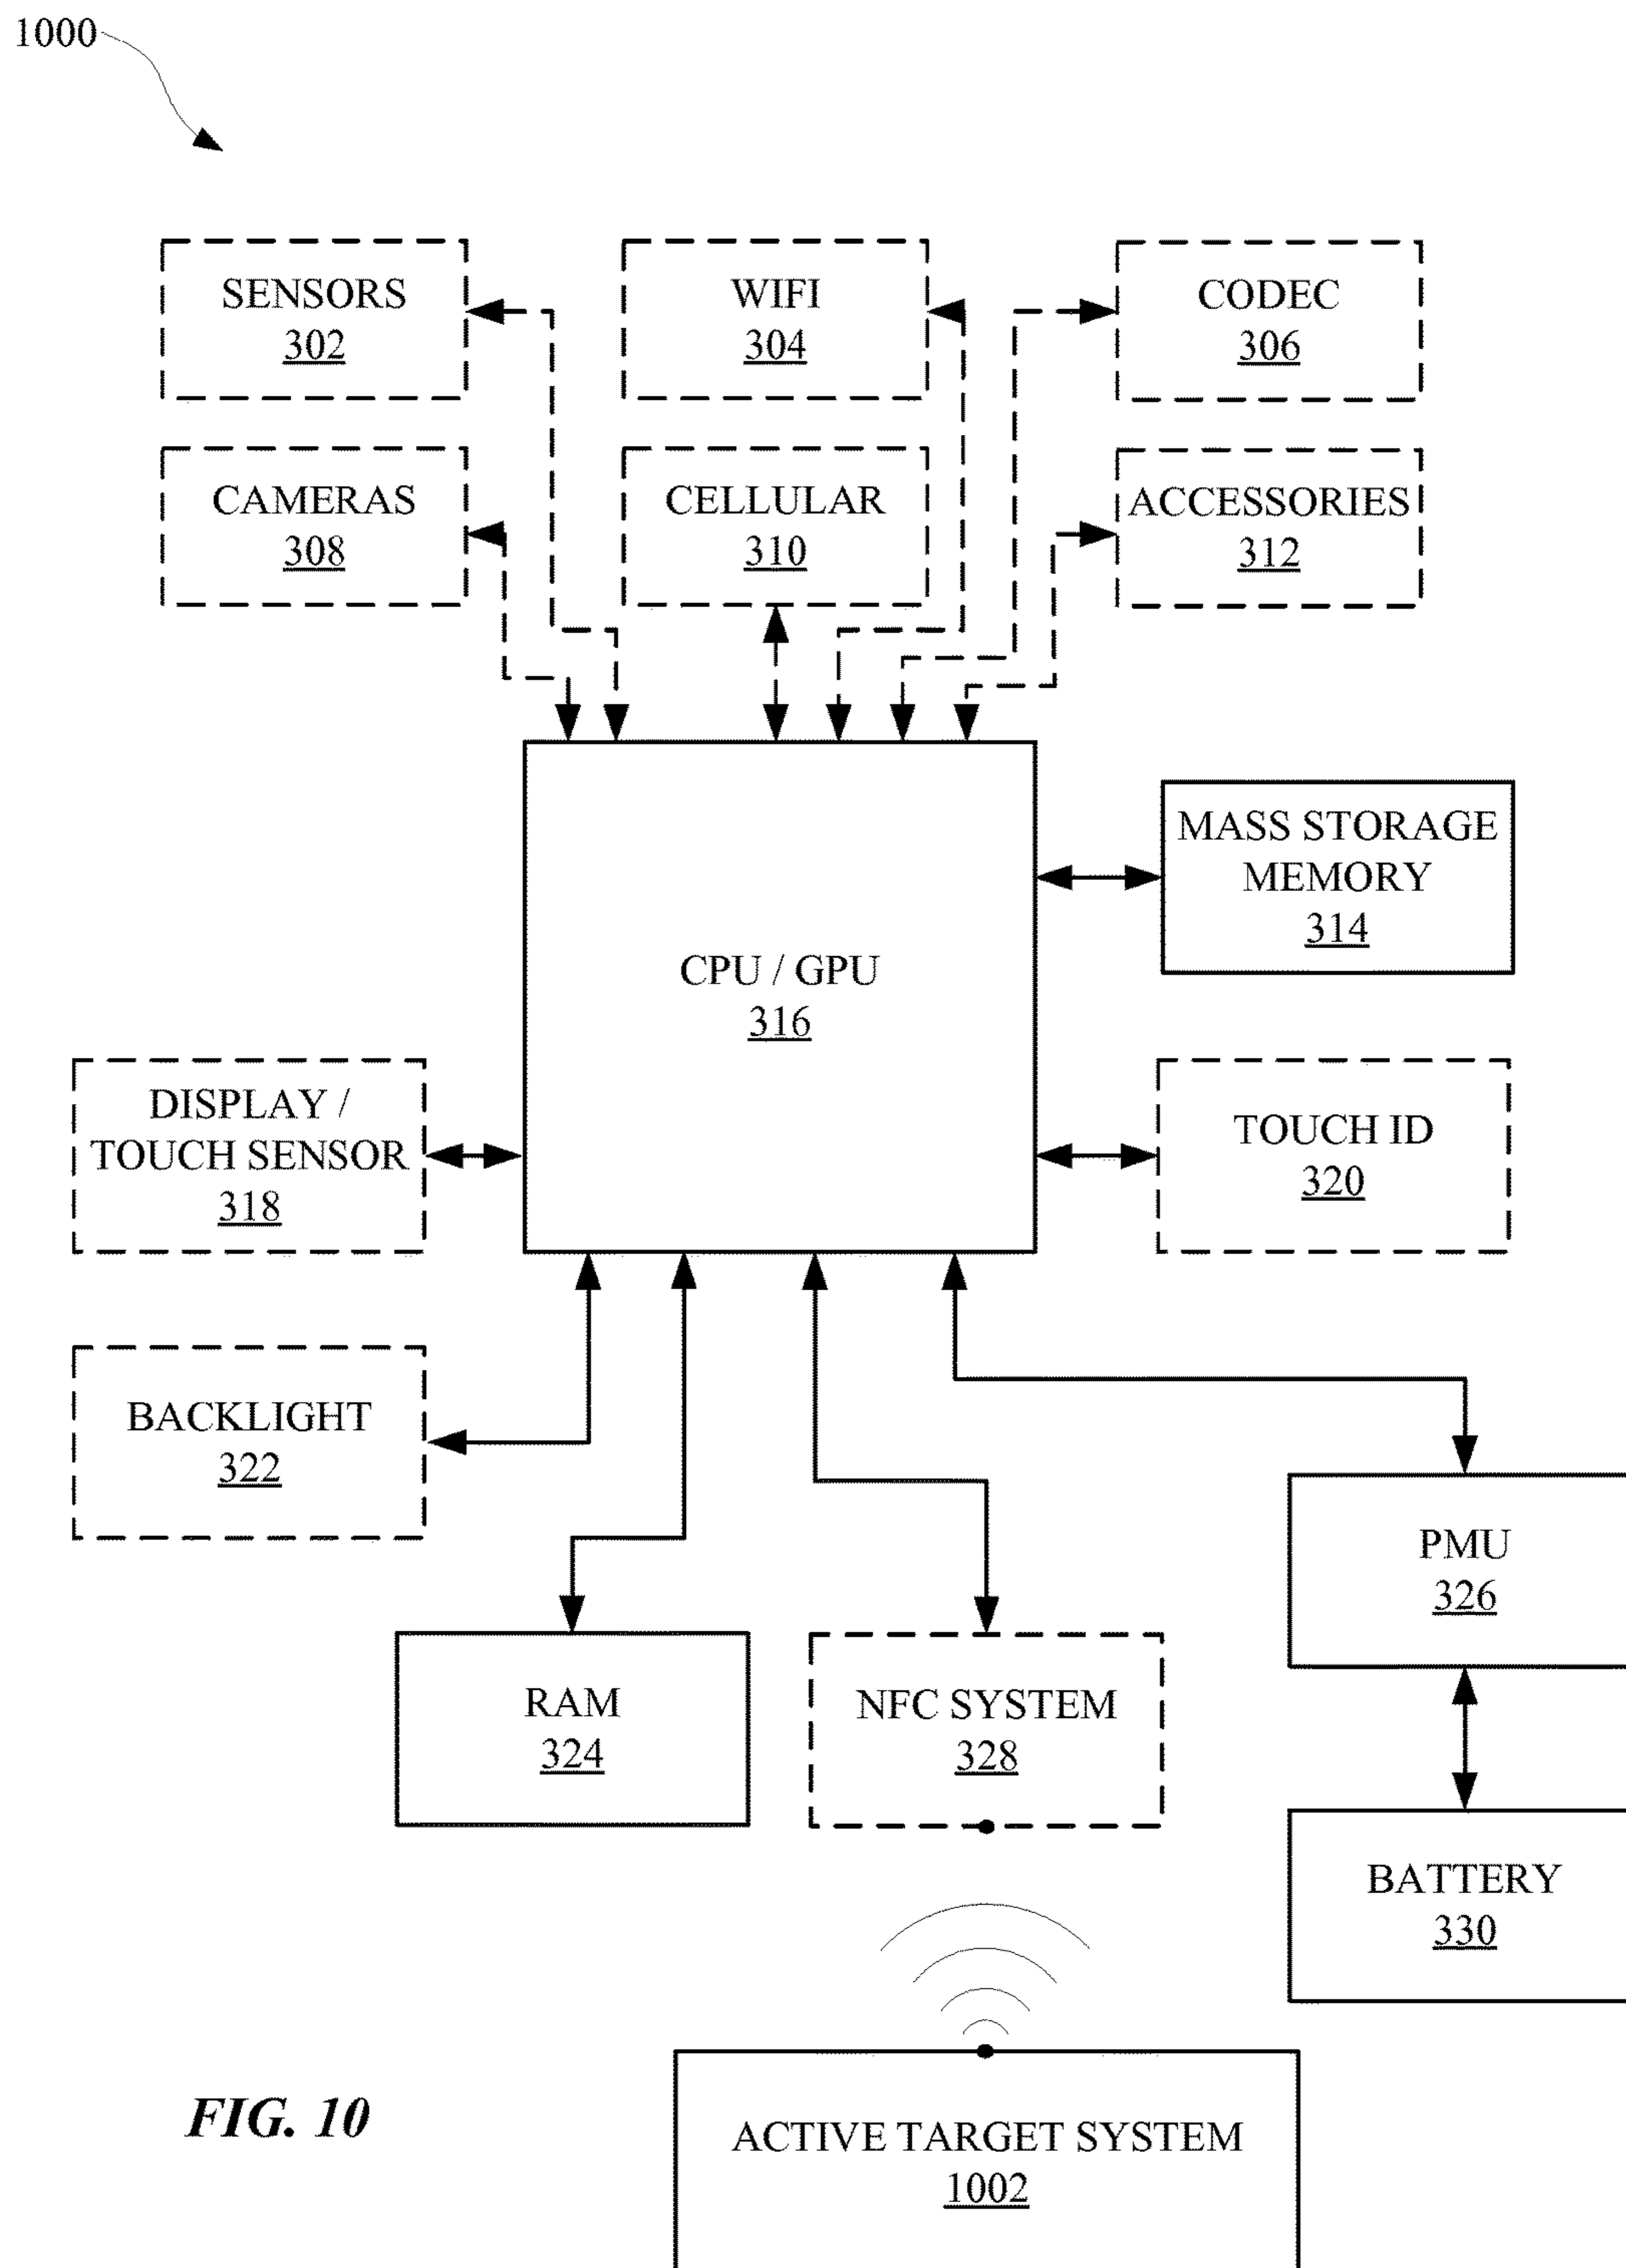 1000
SENSORS
302
WIFI
304
CODEC
306
CAMERAS
308
CELLULAR
310
ACCESSORIES
312
MASS STORAGE
MEMORY
314
CPU / GPU
316
DISPLAY /
TOUCH SENSOR
318
TOUCH ID
320
BACKLIGHT
322
PMU
326
RAM
324
NFC SYSTEM
328
BATTERY
330
FIG. 10
ACTIVE TARGET SYSTEM
1002